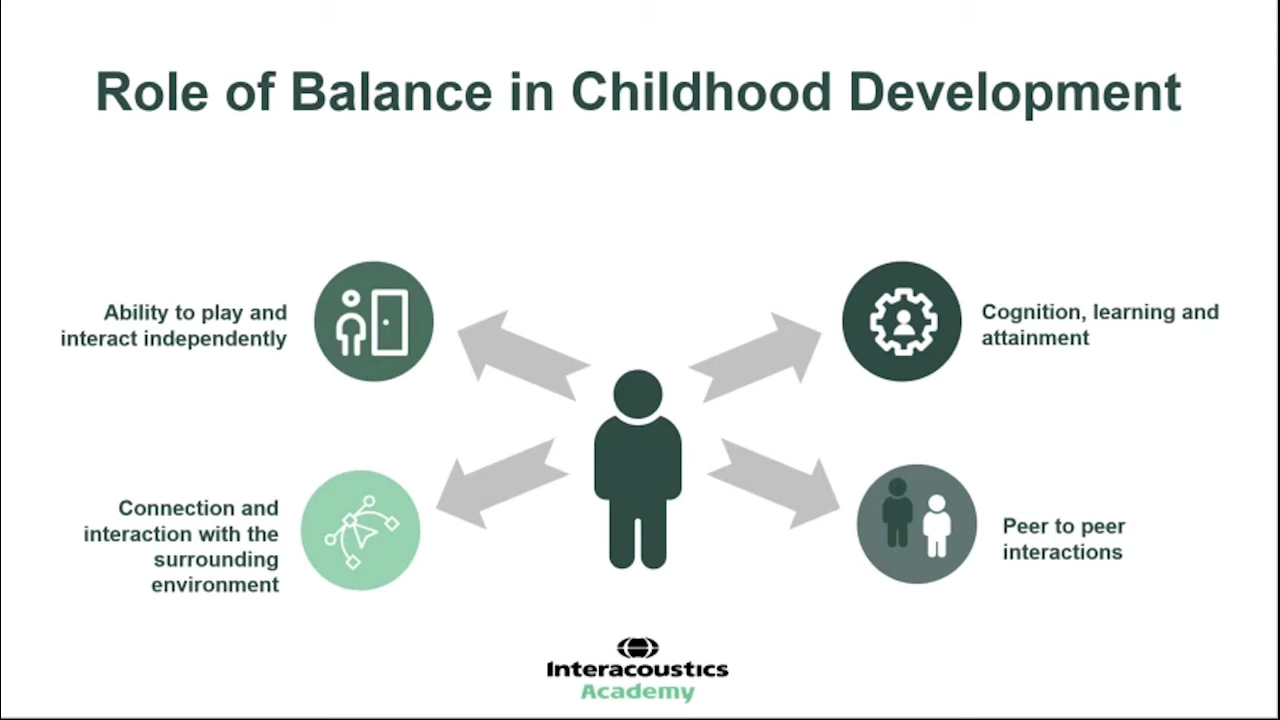 Role of Balance in Childhood Development
Ability to play and
interact independently
Cognition, learning and
attainment
Connection and
interaction with the
surrounding
environment
Peer to peer
interactions
Interacoustics
Academy